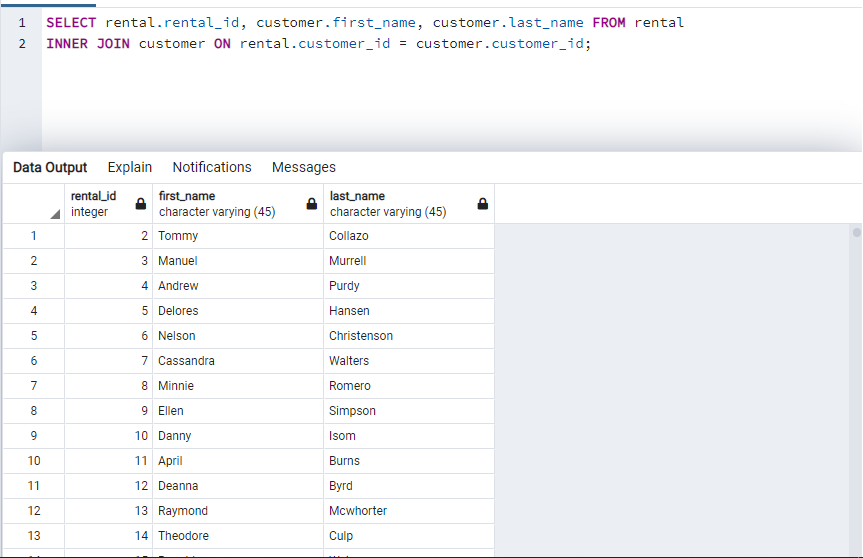 1 SELECT rental.rental_id, customer.first_name, customer.last_name FROM rental
2 INNER JOIN customer ON rental.customer_id = customer.customer_id;
Data Output Explain Notifications Messages
rental_id first_name last_name
integer character varying (45) character varying (45)
1 2 Tommy Collazo
2 3 Manuel Murrell
3 4 Andrew Purdy
4 5 Delores Hansen
5 6 Nelson Christenson
6 7 Cassandra Walters
7 8 Minnie Romero
8 9 Ellen Simpson
9 10 Danny Isom
10 11 April Burns
11 12 Deanna Byrd
12 13 Raymond Mcwhorter
13 14 Theodore Culp